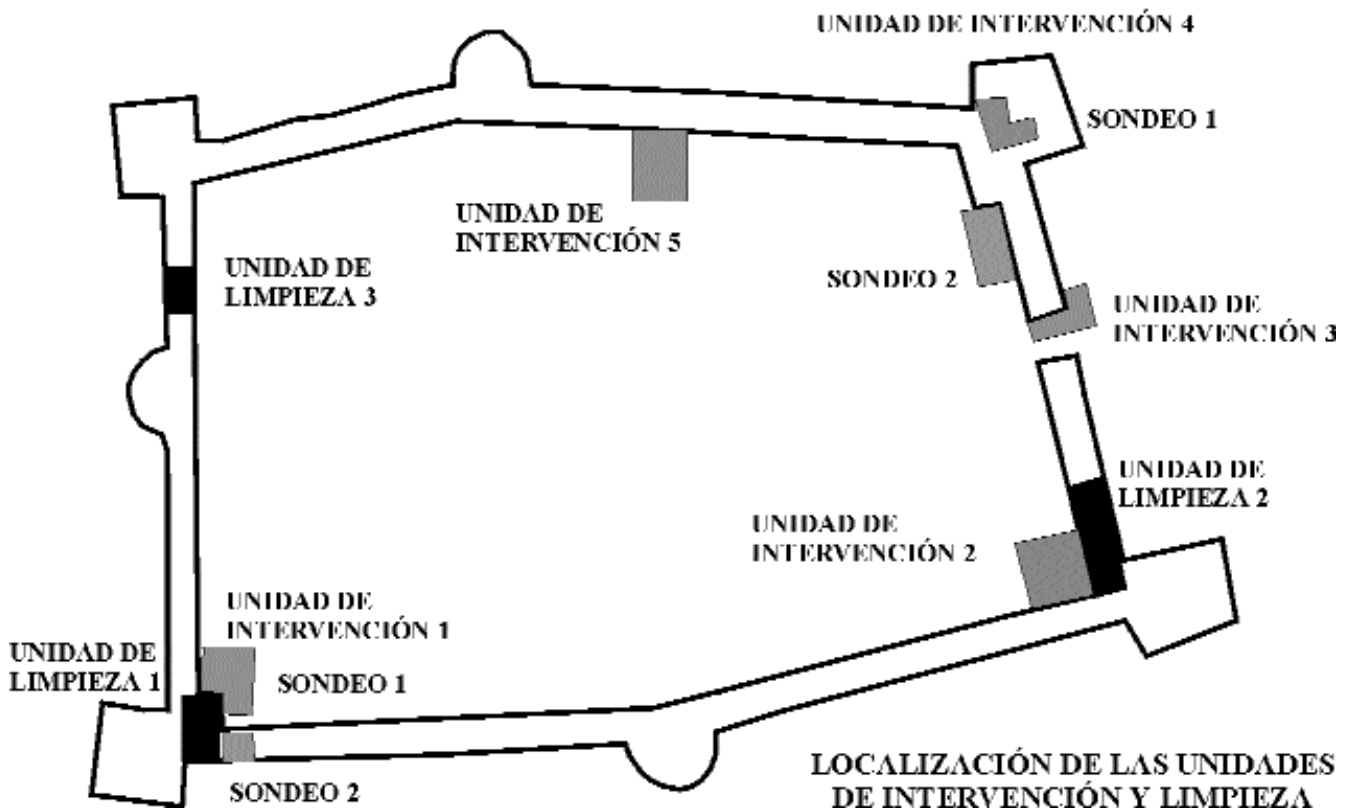 UNIDAD DE INTERVENCIÓN 4
SONDEO 1
UNIDAD DE
INTERVENCIÓN 5
SONDEO 2
UNIDAD DE
LIMPIEZA 3
UNIDAD DE
INTERVENCIÓN 3
UNIDAD DE
LIMPIEZA 2
UNIDAD DE
INTERVENCIÓN 2
UNIDAD DE
INTERVENCIÓN 1
UNIDAD DE
LIMPIEZA 1
SONDEO 1
SONDEO 2
LOCALIZACIÓN DE LAS UNIDADES
DE INTERVENCIÓN Y LIMPIEZA